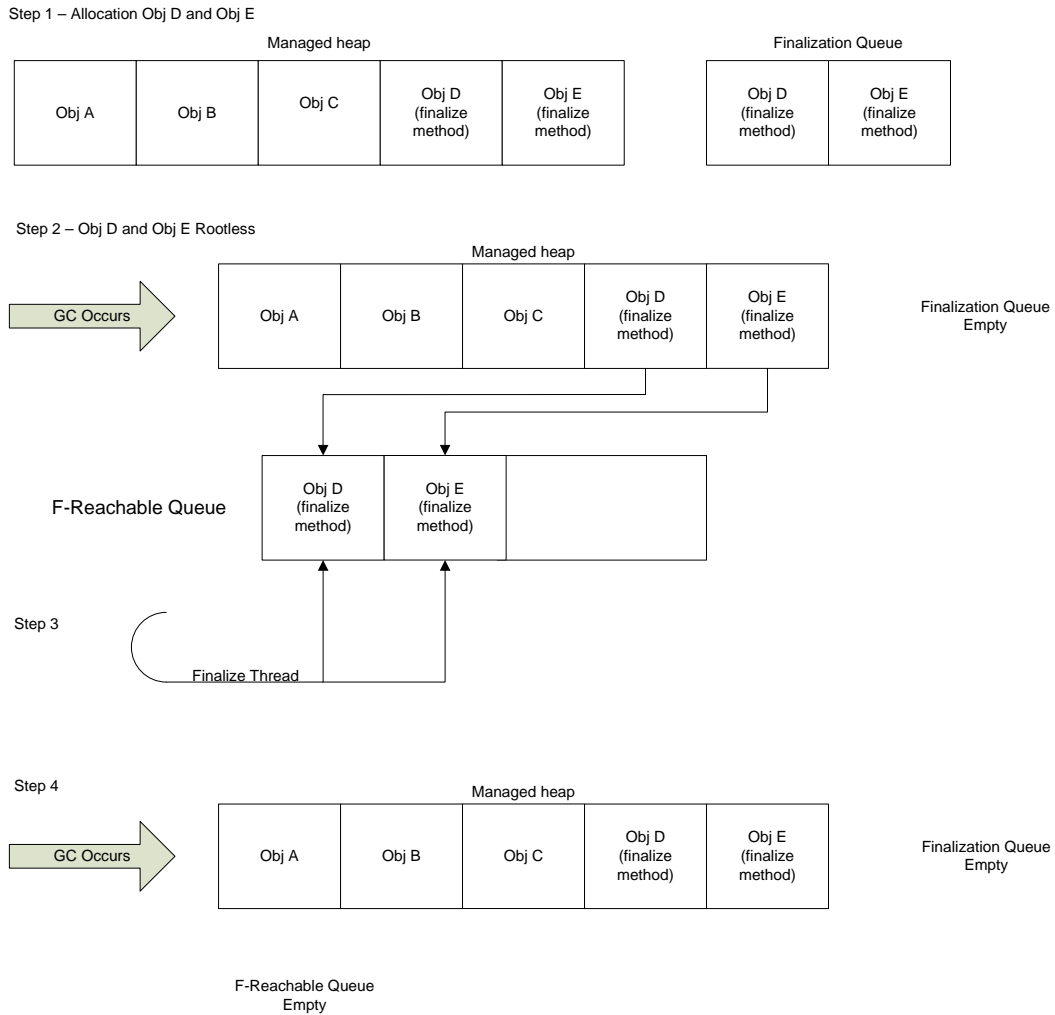 Step 1 – Allocation Obj D and Obj E
Managed heap
Finalization Queue
Obj A
Obj B
Obj C
Obj D
(finalize
method)
Obj E
(finalize
method)
Obj D
(finalize
method)
Obj E
(finalize
method)
Step 2 – Obj D and Obj E Rootless
Managed heap
GC Occurs
Obj A
Obj B
Obj C
Obj D
(finalize
method)
Obj E
(finalize
method)
Finalization Queue
Empty
F-Reachable Queue
Obj D
(finalize
method)
Obj E
(finalize
method)
Step 3
Finalize Thread
Step 4
Managed heap
GC Occurs
Obj A
Obj B
Obj C
Obj D
(finalize
method)
Obj E
(finalize
method)
Finalization Queue
Empty
F-Reachable Queue
Empty